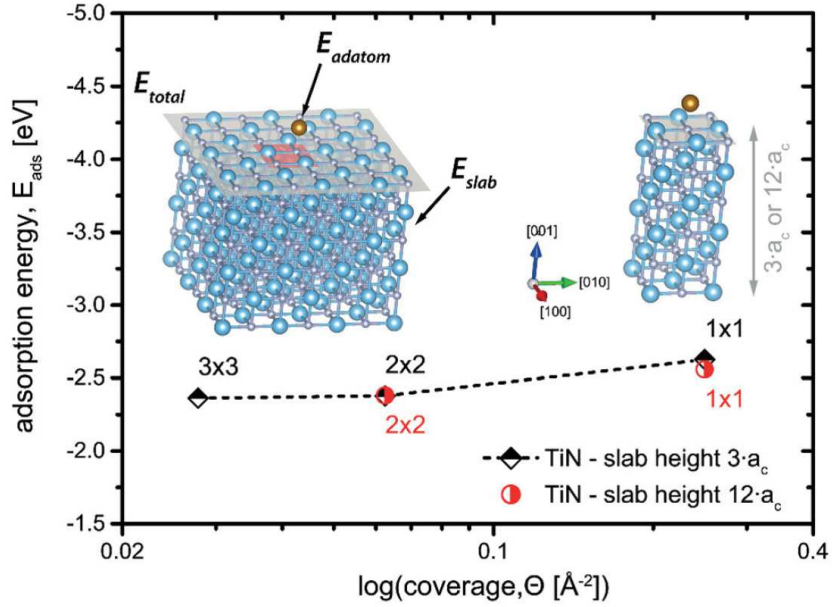 adsorption energy, E_ads [eV]
-5.0
-4.5
-4.0
-3.5
-3.0
-2.5
-2.0
-1.5
E_adatom
E_total
E_slab
[001]
[010]
[100]
3·a_c or 12·a_c
3x3
2x2
2x2
1x1
1x1
TiN - slab height 3·a_c
TiN - slab height 12·a_c
0.02
0.1
0.4
log(coverage,Θ [Å⁻²])